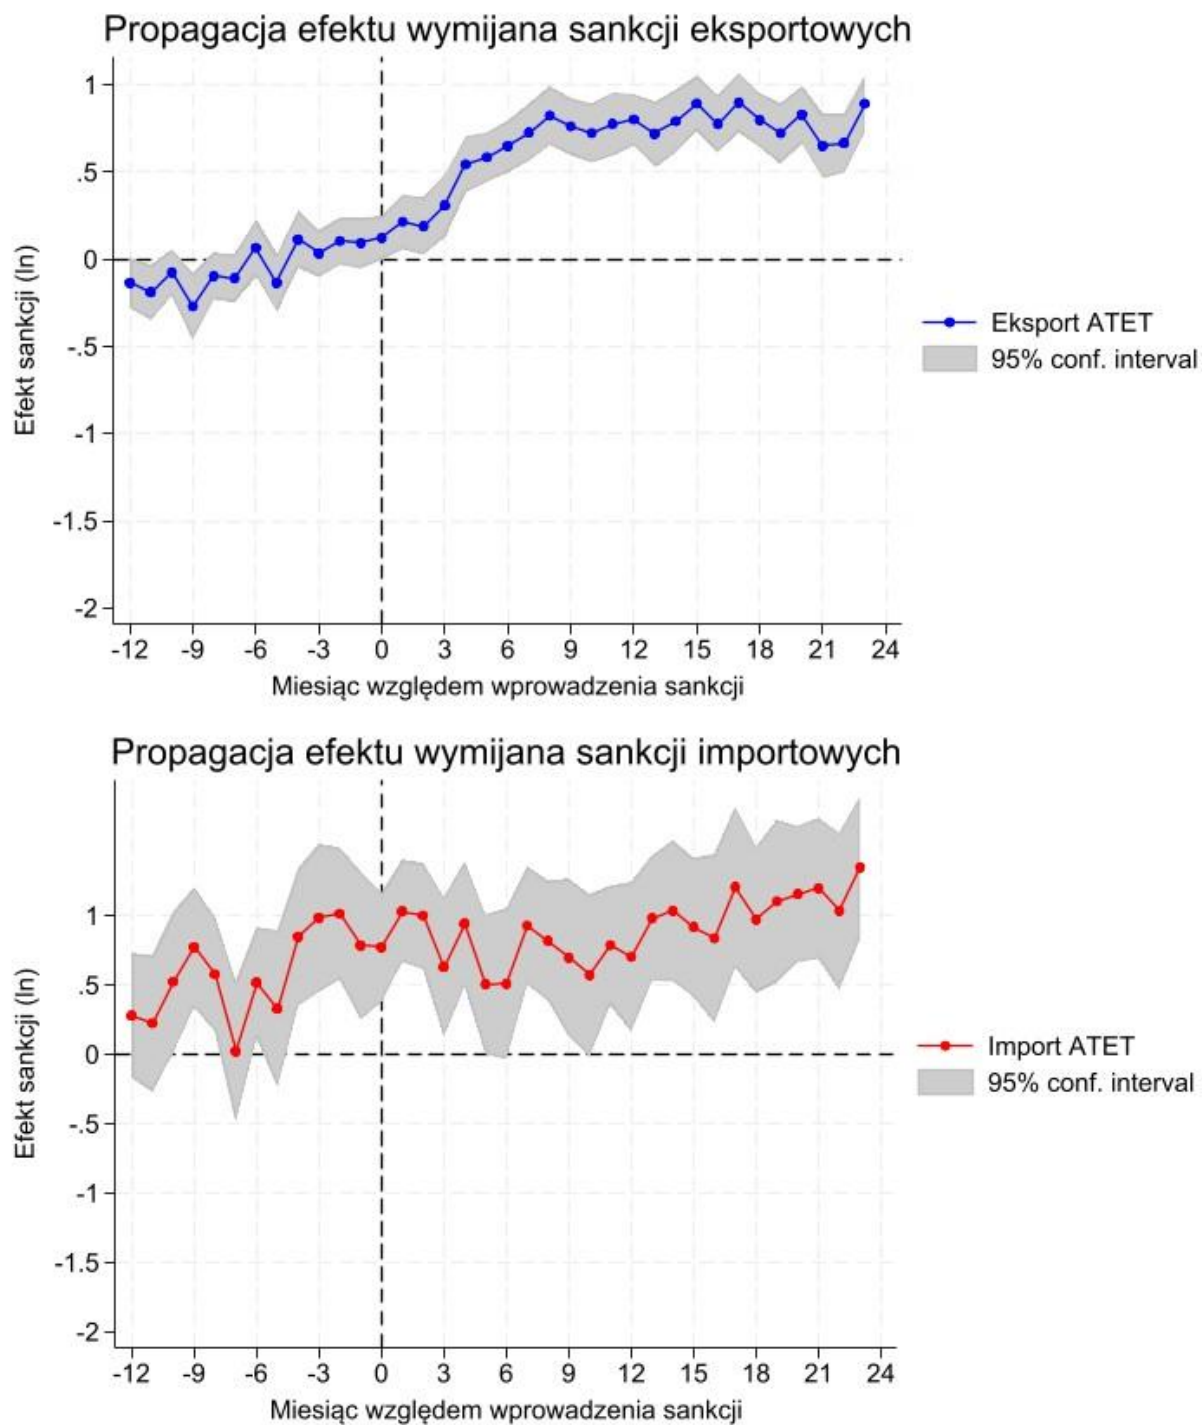 Propagacja efektu wymijana sankcji eksportowych
1
.5
0
-.5
-1
-1.5
-2
Efekt sankcji (ln)
-12 -9 -6 -3 0 3 6 9 12 15 18 21 24
Miesiąc względem wprowadzenia sankcji
Eksport ATET
95% conf. interval
Propagacja efektu wymijana sankcji importowych
1
.5
0
-.5
-1
-1.5
-2
Efekt sankcji (ln)
-12 -9 -6 -3 0 3 6 9 12 15 18 21 24
Miesiąc względem wprowadzenia sankcji
Import ATET
95% conf. interval